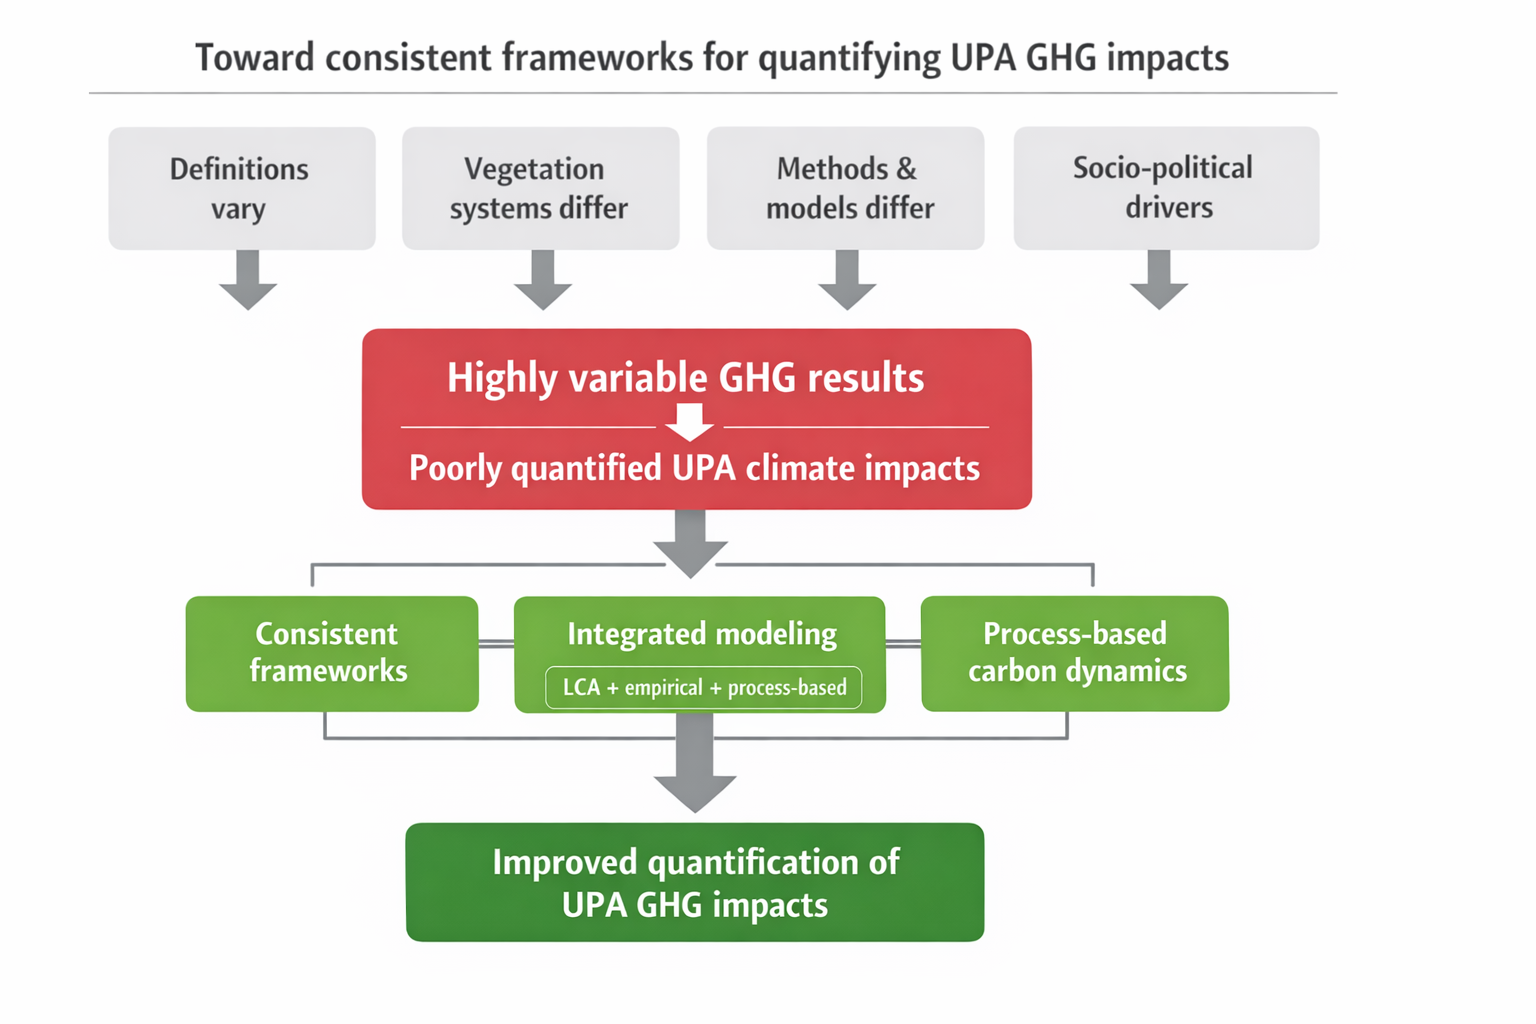 Toward consistent frameworks for quantifying UPA GHG impacts
Definitions
vary
Vegetation
systems differ
Methods &
models differ
Socio-political
drivers
Highly variable GHG results
Poorly quantified UPA climate impacts
Consistent
frameworks
Integrated modeling
LCA + empirical + process-based
Process-based
carbon dynamics
Improved quantification of
UPA GHG impacts